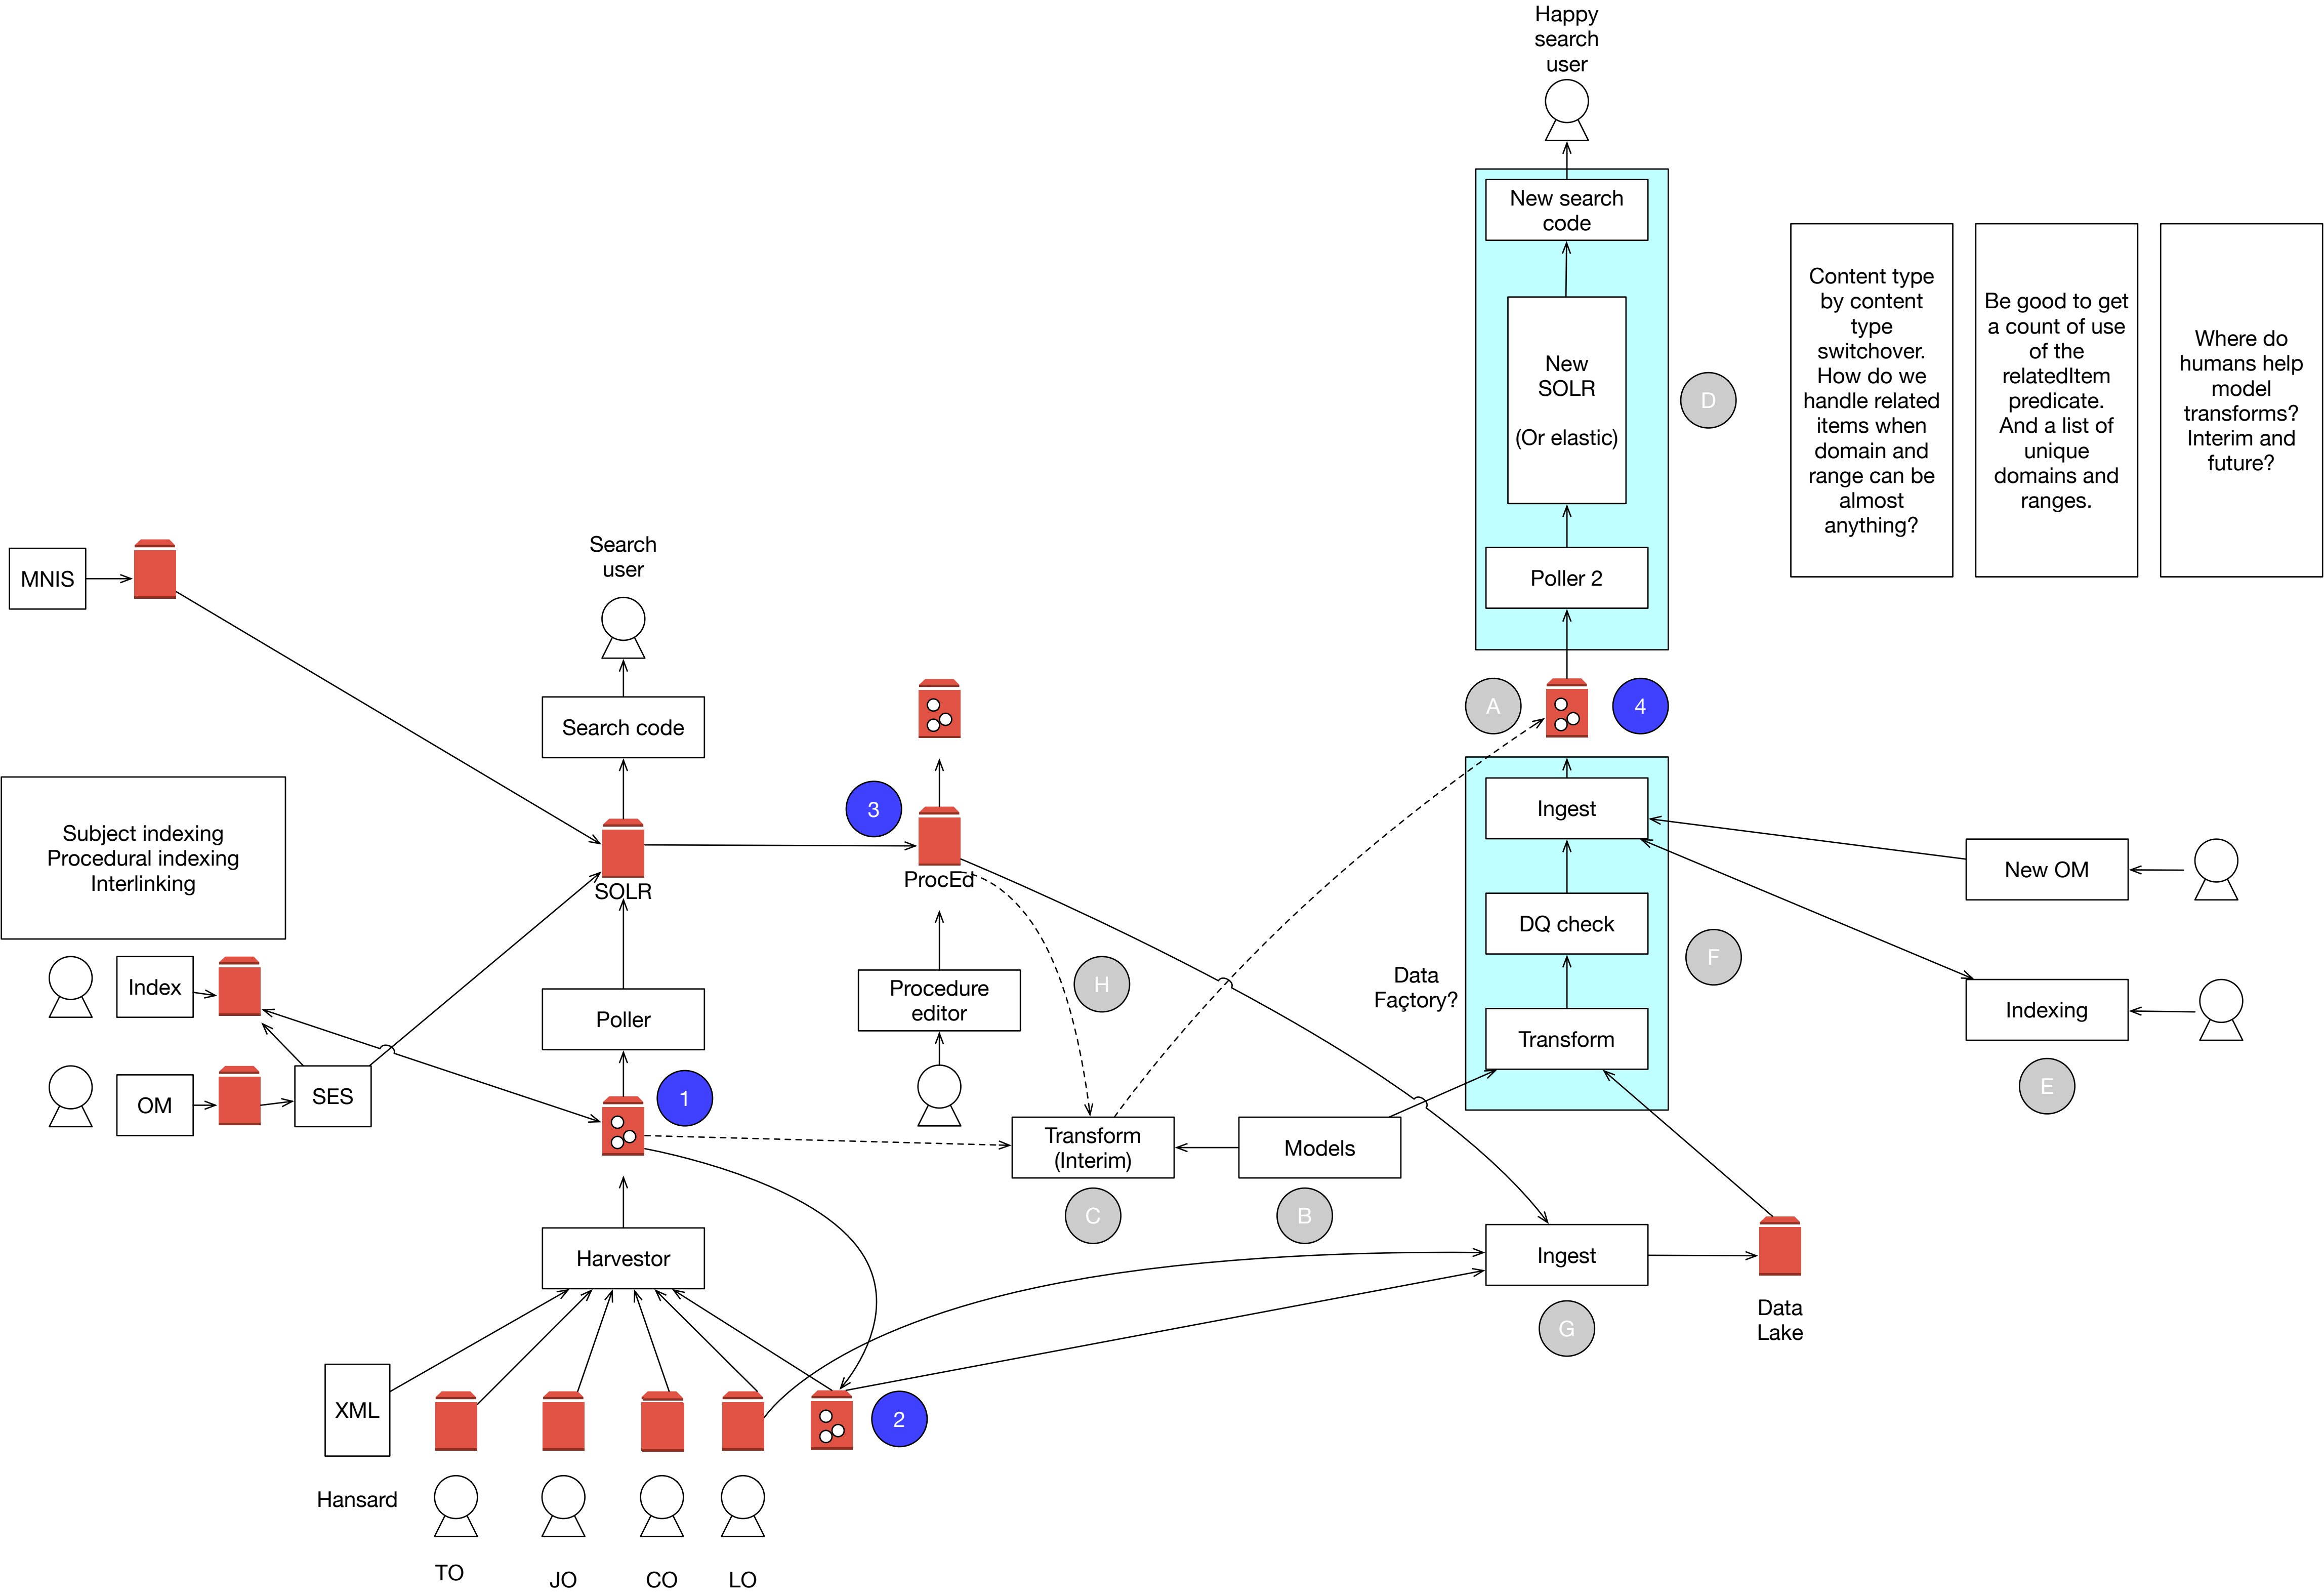 Happy
search
user
New search
code
New
SOLR
(Or elastic)
Poller 2
D
Content type
by content
type
switchover.
How do we
handle related
items when
domain and
range can be
almost
anything?
Be good to get
a count of use
of the
relatedItem
predicate.
And a list of
unique
domains and
ranges.
Where do
humans help
model
transforms?
Interim and
future?
MNIS
Search
user
Search code
A
4
3
Subject indexing
Procedural indexing
Interlinking
SOLR
ProcEd
Ingest
New OM
DQ check
F
Data
Façtory?
Index
Poller
Procedure
editor
H
Transform
Indexing
E
OM
SES
1
Transform
(Interim)
Models
C
B
Harvestor
Ingest
G
Data
Lake
XML
2
Hansard
TO
JO
CO
LO